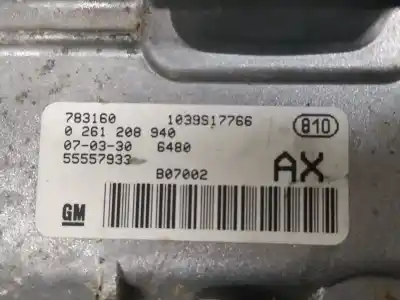 783160 1039S17766 810
0 261 208 940
07-03-30 6480
55557933 AX
B07002
GM